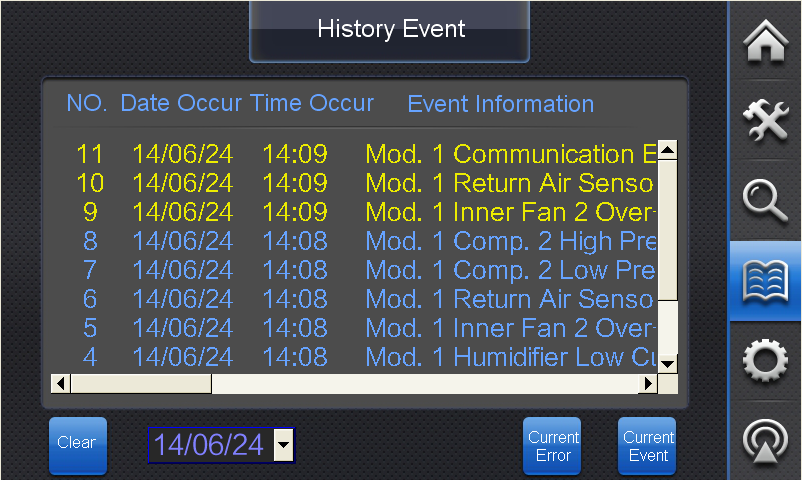 History Event
NO. Date Occur Time Occur Event Information
11 14/06/24 14:09 Mod. 1 Communication E
10 14/06/24 14:09 Mod. 1 Return Air Senso
9 14/06/24 14:09 Mod. 1 Inner Fan 2 Over
8 14/06/24 14:08 Mod. 1 Comp. 2 High Pre
7 14/06/24 14:08 Mod. 1 Comp. 2 Low Pre
6 14/06/24 14:08 Mod. 1 Return Air Senso
5 14/06/24 14:08 Mod. 1 Inner Fan 2 Over
4 14/06/24 14:08 Mod. 1 Humidifier Low Cu
Clear
14/06/24
Current
Error
Current
Event